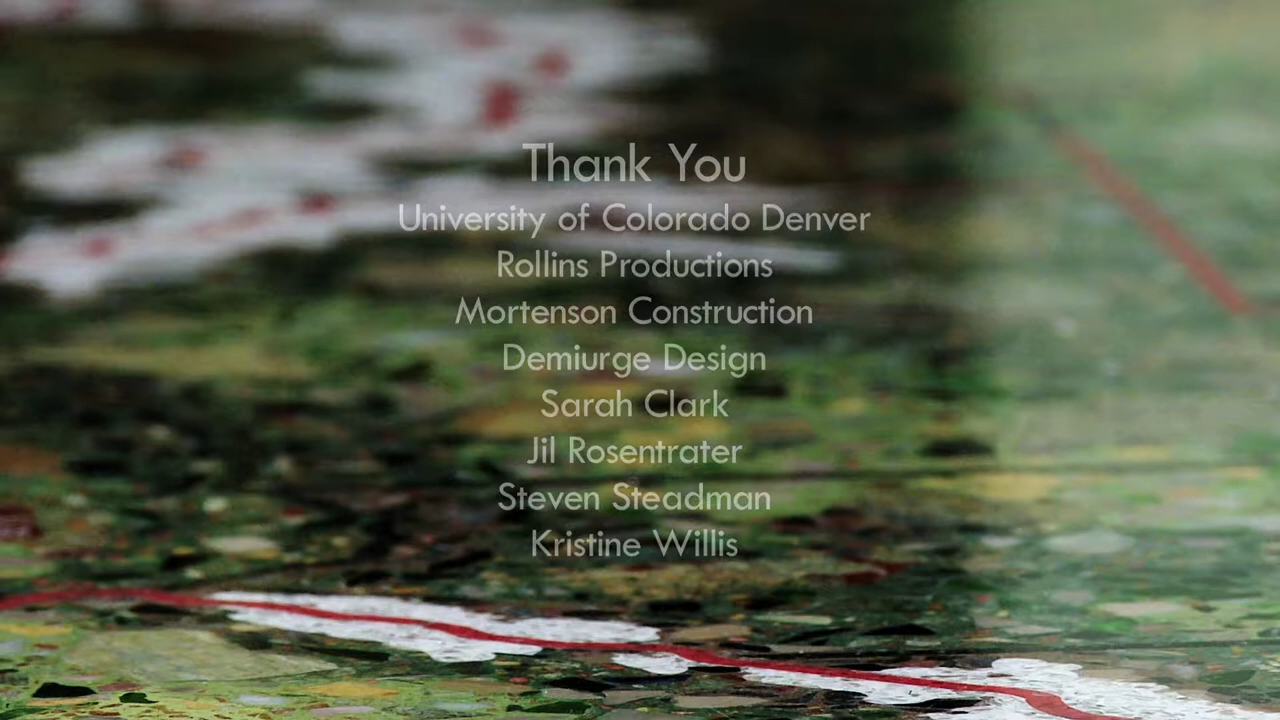 Thank You
University of Colorado Denver
Rollins Productions
Mortenson Construction
Demiurge Design
Sarah Clark
Jil Rosentrater
Steven Steadman
Kristine Willis